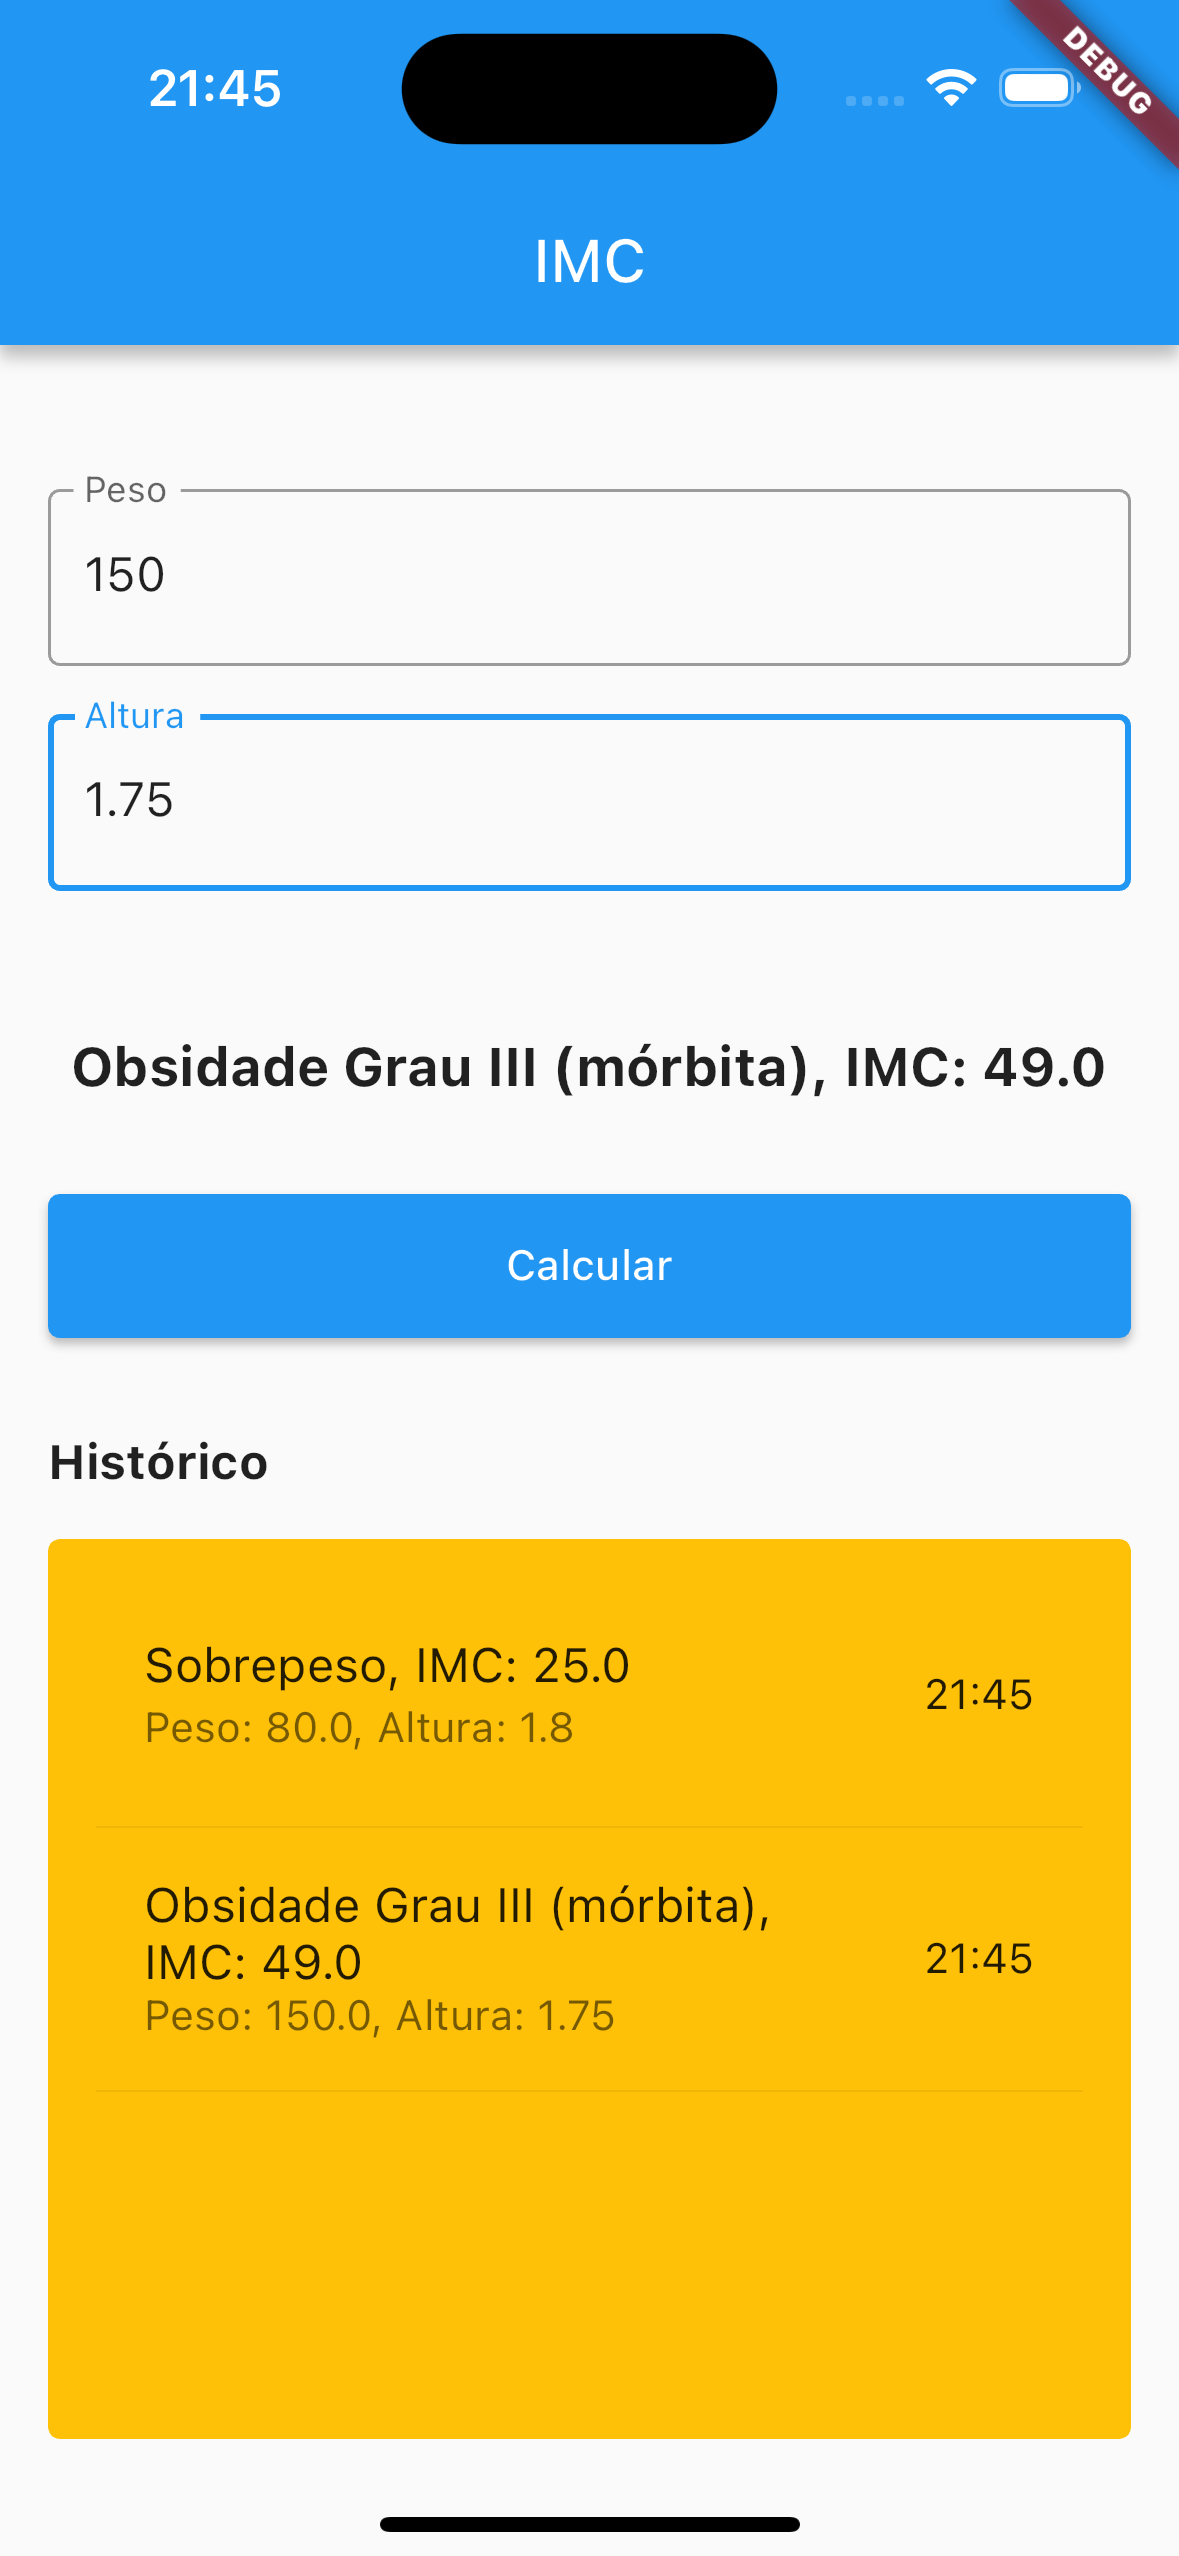 21:45
DEBUG
IMC
Peso
150
Altura
1.75
Obsidade Grau III (mórbita), IMC: 49.0
Calcular
Histórico
Sobrepeso, IMC: 25.0
Peso: 80.0, Altura: 1.8
21:45
Obsidade Grau III (mórbita),
IMC: 49.0
Peso: 150.0, Altura: 1.75
21:45